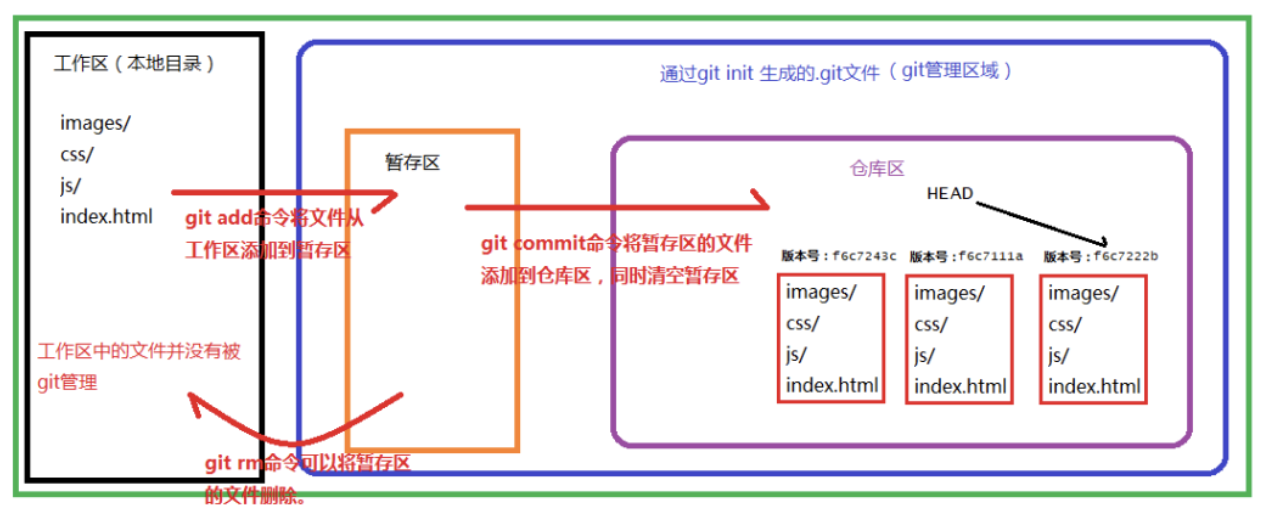 工作区（本地目录）
images/
css/
js/
index.html
工作区中的文件并没有被
git管理
通过git init 生成的.git文件（git管理区域）
暂存区
git add命令将文件从
工作区添加到暂存区
git rm命令可以将暂存区
的文件删除。
git commit命令将暂存区的文件
添加到仓库区，同时清空暂存区
仓库区
HEAD
版本号：f6c7243c
images/
css/
js/
index.html
版本号：f6c7111a
images/
css/
js/
index.html
版本号：f6c7222b
images/
css/
js/
index.html